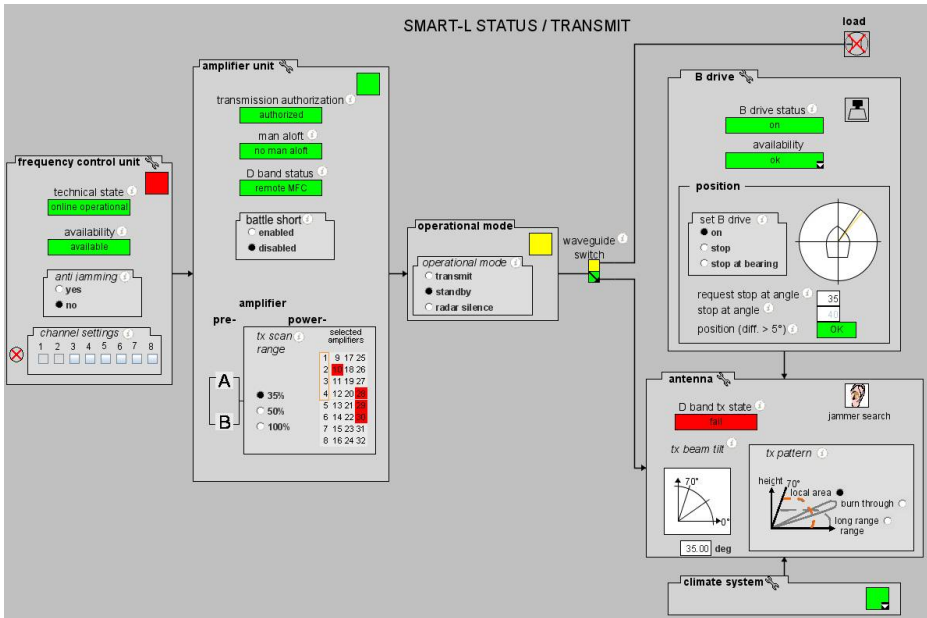 SMART-L STATUS / TRANSMIT
load
amplifier unit
transmission authorization
authorized
man aloft
no man aloft
D band status
remote MFC
battle short
enabled
disabled
frequency control unit
technical state
online operational
availability
available
anti jamming
yes
no
channel settings
1 2 3 4 5 6 7 8
amplifier
pre-
power-
tx scan
range
35%
50%
100%
A
B
selected
amplifiers
1 9 17 25
2 10 18 26
3 11 19 27
4 12 20 28
5 13 21 29
6 14 22 30
7 15 23 31
8 16 24 32
operational mode
operational mode
transmit
standby
radar silence
waveguide
switch
B drive
B drive status
on
availability
ok
position
set B drive
on
stop
stop at bearing
request stop at angle
35
stop at angle
40
position (diff. > 5°)
OK
antenna
D band tx state
fail
jammer search
tx beam tilt
70°
0°
35.00 deg
tx pattern
height 70°
local area
burn through
long range
range
climate system